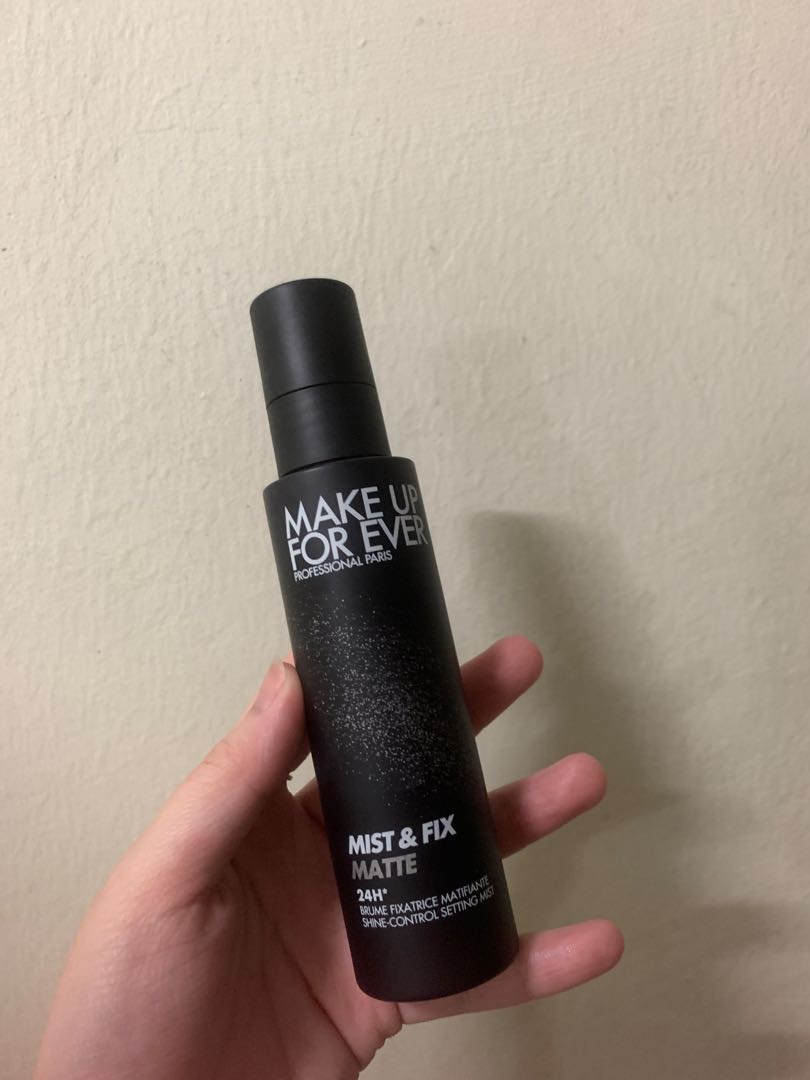 MAKE UP
FOR EVER
PROFESSIONAL PARIS
MIST & FIX
MATTE
24H*
BRUME FIXATRICE MATIFIANTE
SHINE-CONTROL SETTING MIST